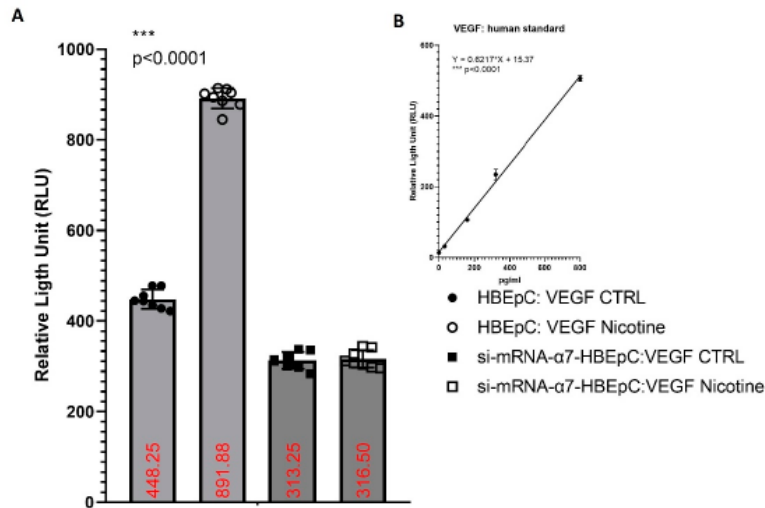 A
***
p<0.0001
Relative Ligth Unit (RLU)
1000
800
600
400
200
0
448.25
891.88
313.25
316.50
B
VEGF: human standard
Y = 0.6217*X + 15.37
*** p<0.0001
Relative Ligth Unit (RLU)
600
400
200
0
0 200 400 600 800
pg/ml
HBEpC: VEGF CTRL
HBEpC: VEGF Nicotine
si-mRNA-α7-HBEpC:VEGF CTRL
si-mRNA-α7-HBEpC:VEGF Nicotine